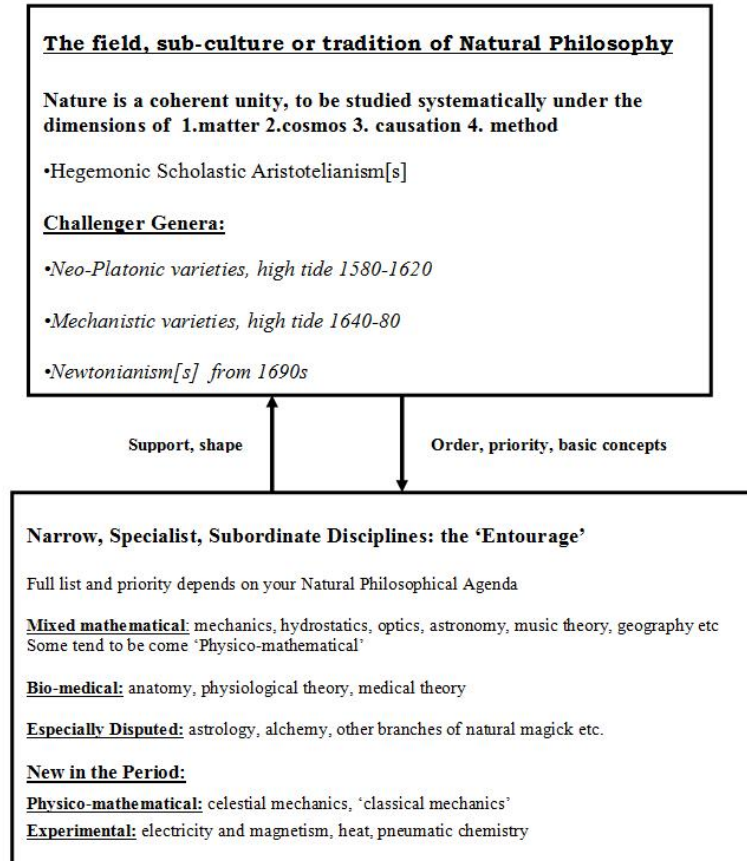 The field, sub-culture or tradition of Natural Philosophy
Nature is a coherent unity, to be studied systematically under the
dimensions of 1.matter 2.cosmos 3. causation 4. method
•Hegemonic Scholastic Aristotelianism[s]
Challenger Genera:
•Neo-Platonic varieties, high tide 1580-1620
•Mechanistic varieties, high tide 1640-80
•Newtonianism[s] from 1690s
Support, shape
Order, priority, basic concepts
Narrow, Specialist, Subordinate Disciplines: the ‘Entourage’
Full list and priority depends on your Natural Philosophical Agenda
Mixed mathematical: mechanics, hydrostatics, optics, astronomy, music theory, geography etc
Some tend to be come ‘Physico-mathematical’
Bio-medical: anatomy, physiological theory, medical theory
Especially Disputed: astrology, alchemy, other branches of natural magick etc.
New in the Period:
Physico-mathematical: celestial mechanics, ‘classical mechanics’
Experimental: electricity and magnetism, heat, pneumatic chemistry